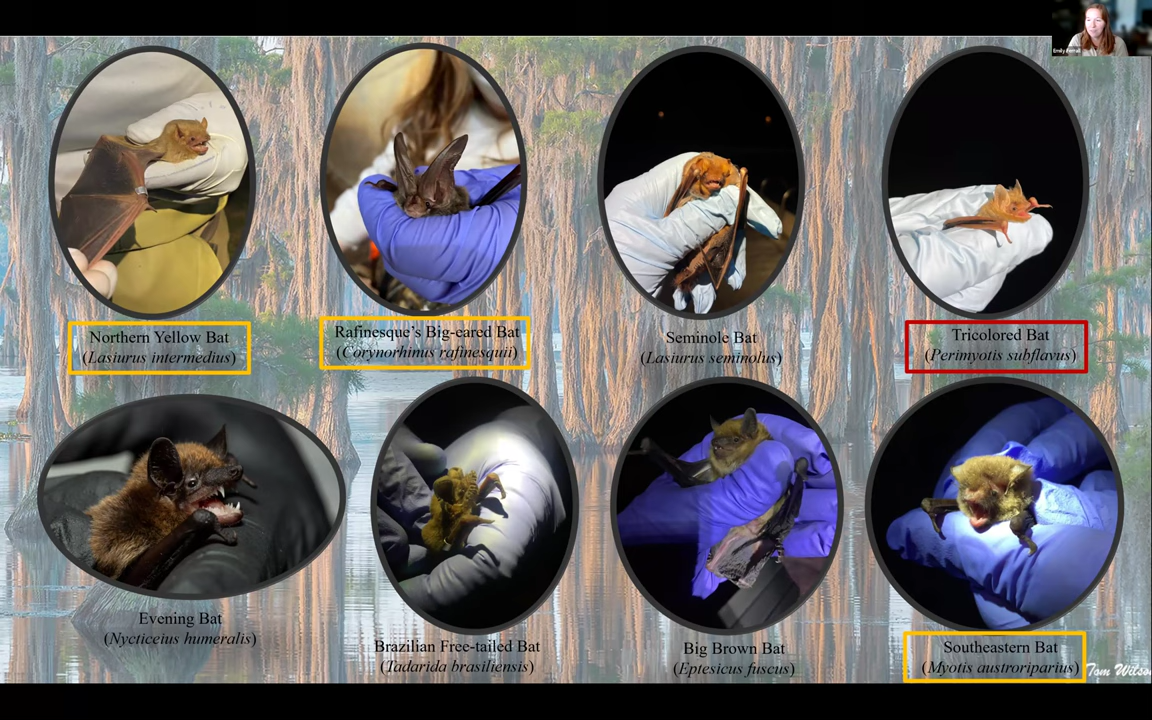 Emily Ferrall
Northern Yellow Bat
(Lasiurus intermedius)
Rafinesque's Big-eared Bat
(Corynorhinus rafinesquii)
Seminole Bat
(Lasiurus seminolus)
Tricolored Bat
(Perimyotis subflavus)
Evening Bat
(Nycticeius humeralis)
Brazilian Free-tailed Bat
(Tadarida brasiliensis)
Big Brown Bat
(Eptesicus fuscus)
Southeastern Bat
(Myotis austroriparius)
Tom Wilson